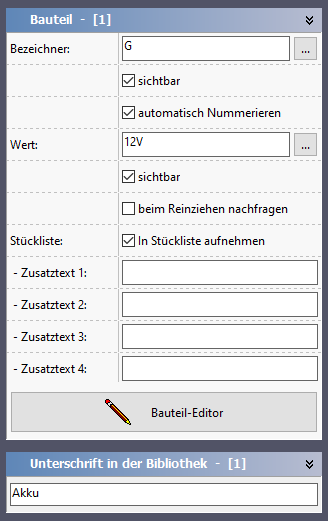 Bauteil - [1]
Bezeichner: G ...
sichtbar
automatisch Nummerieren
Wert: 12V ...
sichtbar
beim Reinziehen nachfragen
Stückliste: In Stückliste aufnehmen
- Zusatztext 1:
- Zusatztext 2:
- Zusatztext 3:
- Zusatztext 4:
Bauteil-Editor
Unterschrift in der Bibliothek - [1]
Akku